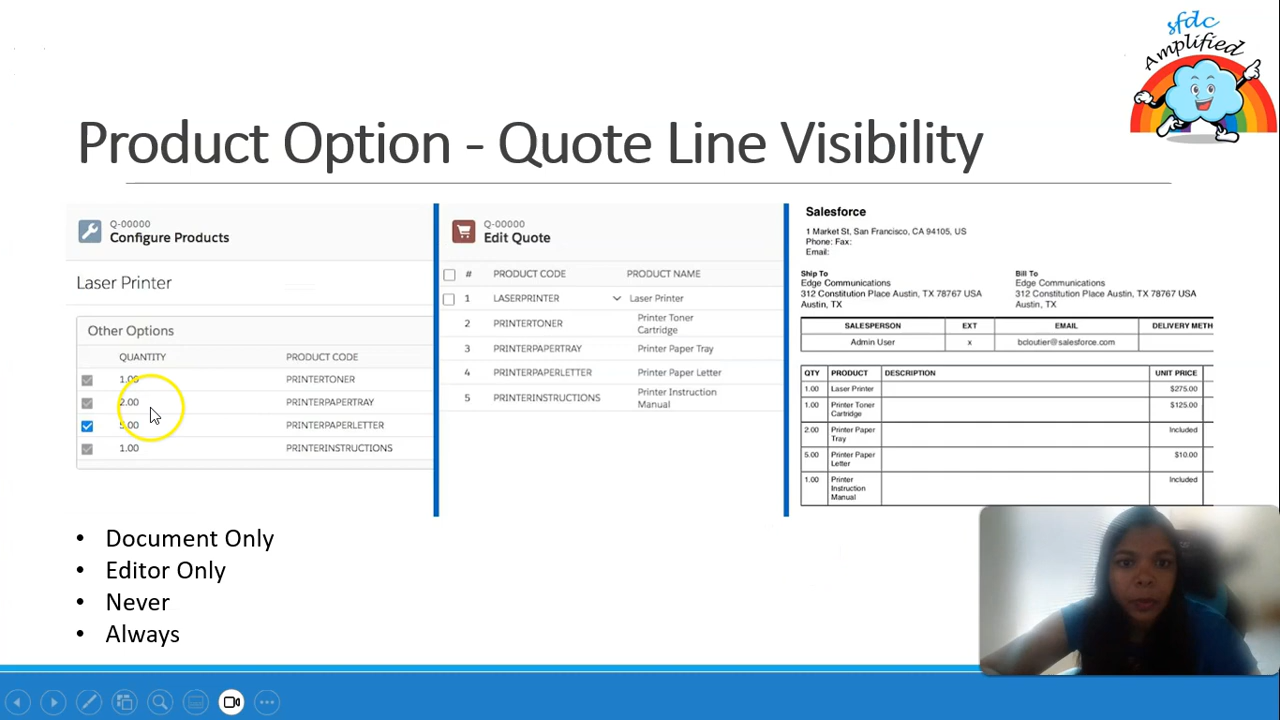 sfdc
Amplified
Product Option - Quote Line Visibility
Q-00000
Configure Products
Laser Printer
Other Options
QUANTITY PRODUCT CODE
1.00 PRINTERTONER
2.00 PRINTERPAPERTRAY
5.00 PRINTERPAPERLETTER
1.00 PRINTERINSTRUCTIONS
Q-00000
Edit Quote
# PRODUCT CODE PRODUCT NAME
1 LASERPRINTER Laser Printer
2 PRINTERTONER Printer Toner
Cartridge
3 PRINTERPAPERTRAY Printer Paper Tray
4 PRINTERPAPERLETTER Printer Paper Letter
5 PRINTERINSTRUCTIONS Printer Instruction
Manual
Salesforce
1 Market St, San Francisco, CA 94105, US
Phone: Fax:
Email:
Ship To Bill To
Edge Communications Edge Communications
312 Constitution Place Austin, TX 78767 USA 312 Constitution Place Austin, TX 78767 USA
Austin, TX Austin, TX
SALESPERSON EXT EMAIL DELIVERY METH
Admin User x bcloutier@salesforce.com
QTY PRODUCT DESCRIPTION UNIT PRICE
1.00 Laser Printer $275.00
1.00 Printer Toner $125.00
Cartridge
2.00 Printer Paper Included
Tray
5.00 Printer Paper $10.00
Letter
1.00 Printer Included
Instruction
Manual
• Document Only
• Editor Only
• Never
• Always